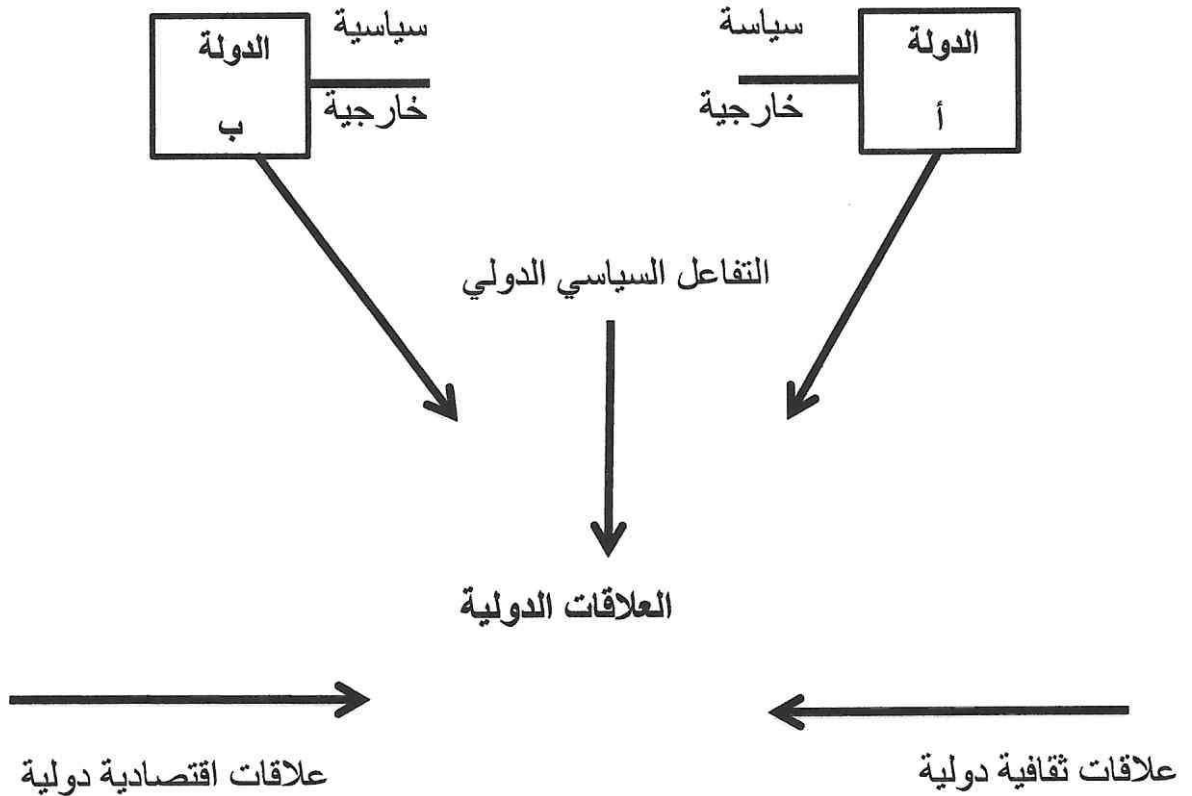 الدولة
أ
سياسة
خارجية
سياسية
خارجية
الدولة
ب
التفاعل السياسي الدولي
العلاقات الدولية
علاقات ثقافية دولية
علاقات اقتصادية دولية